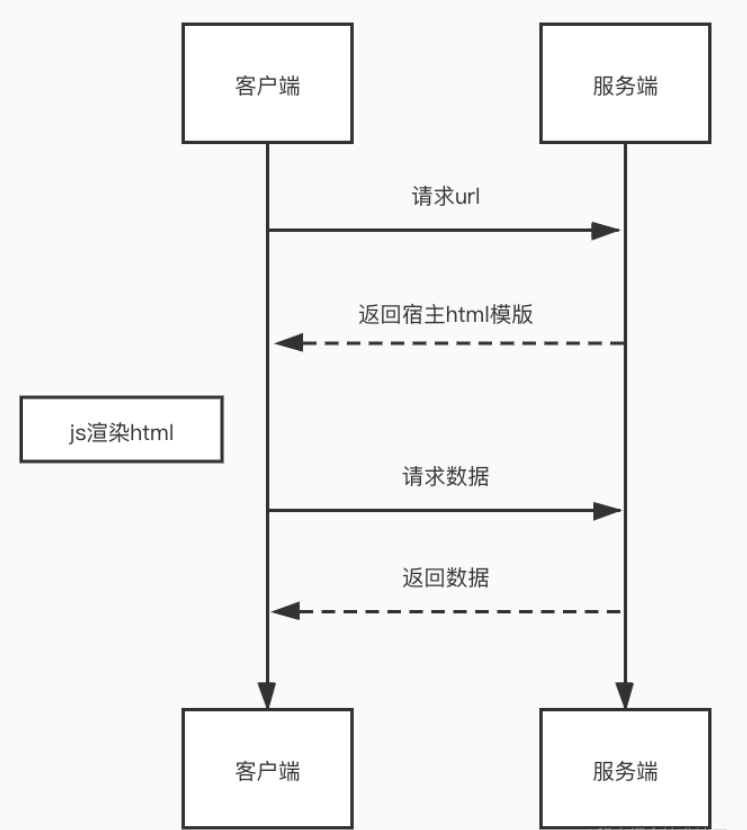 客户端
服务端
请求url
返回宿主html模版
js渲染html
请求数据
返回数据
客户端
服务端